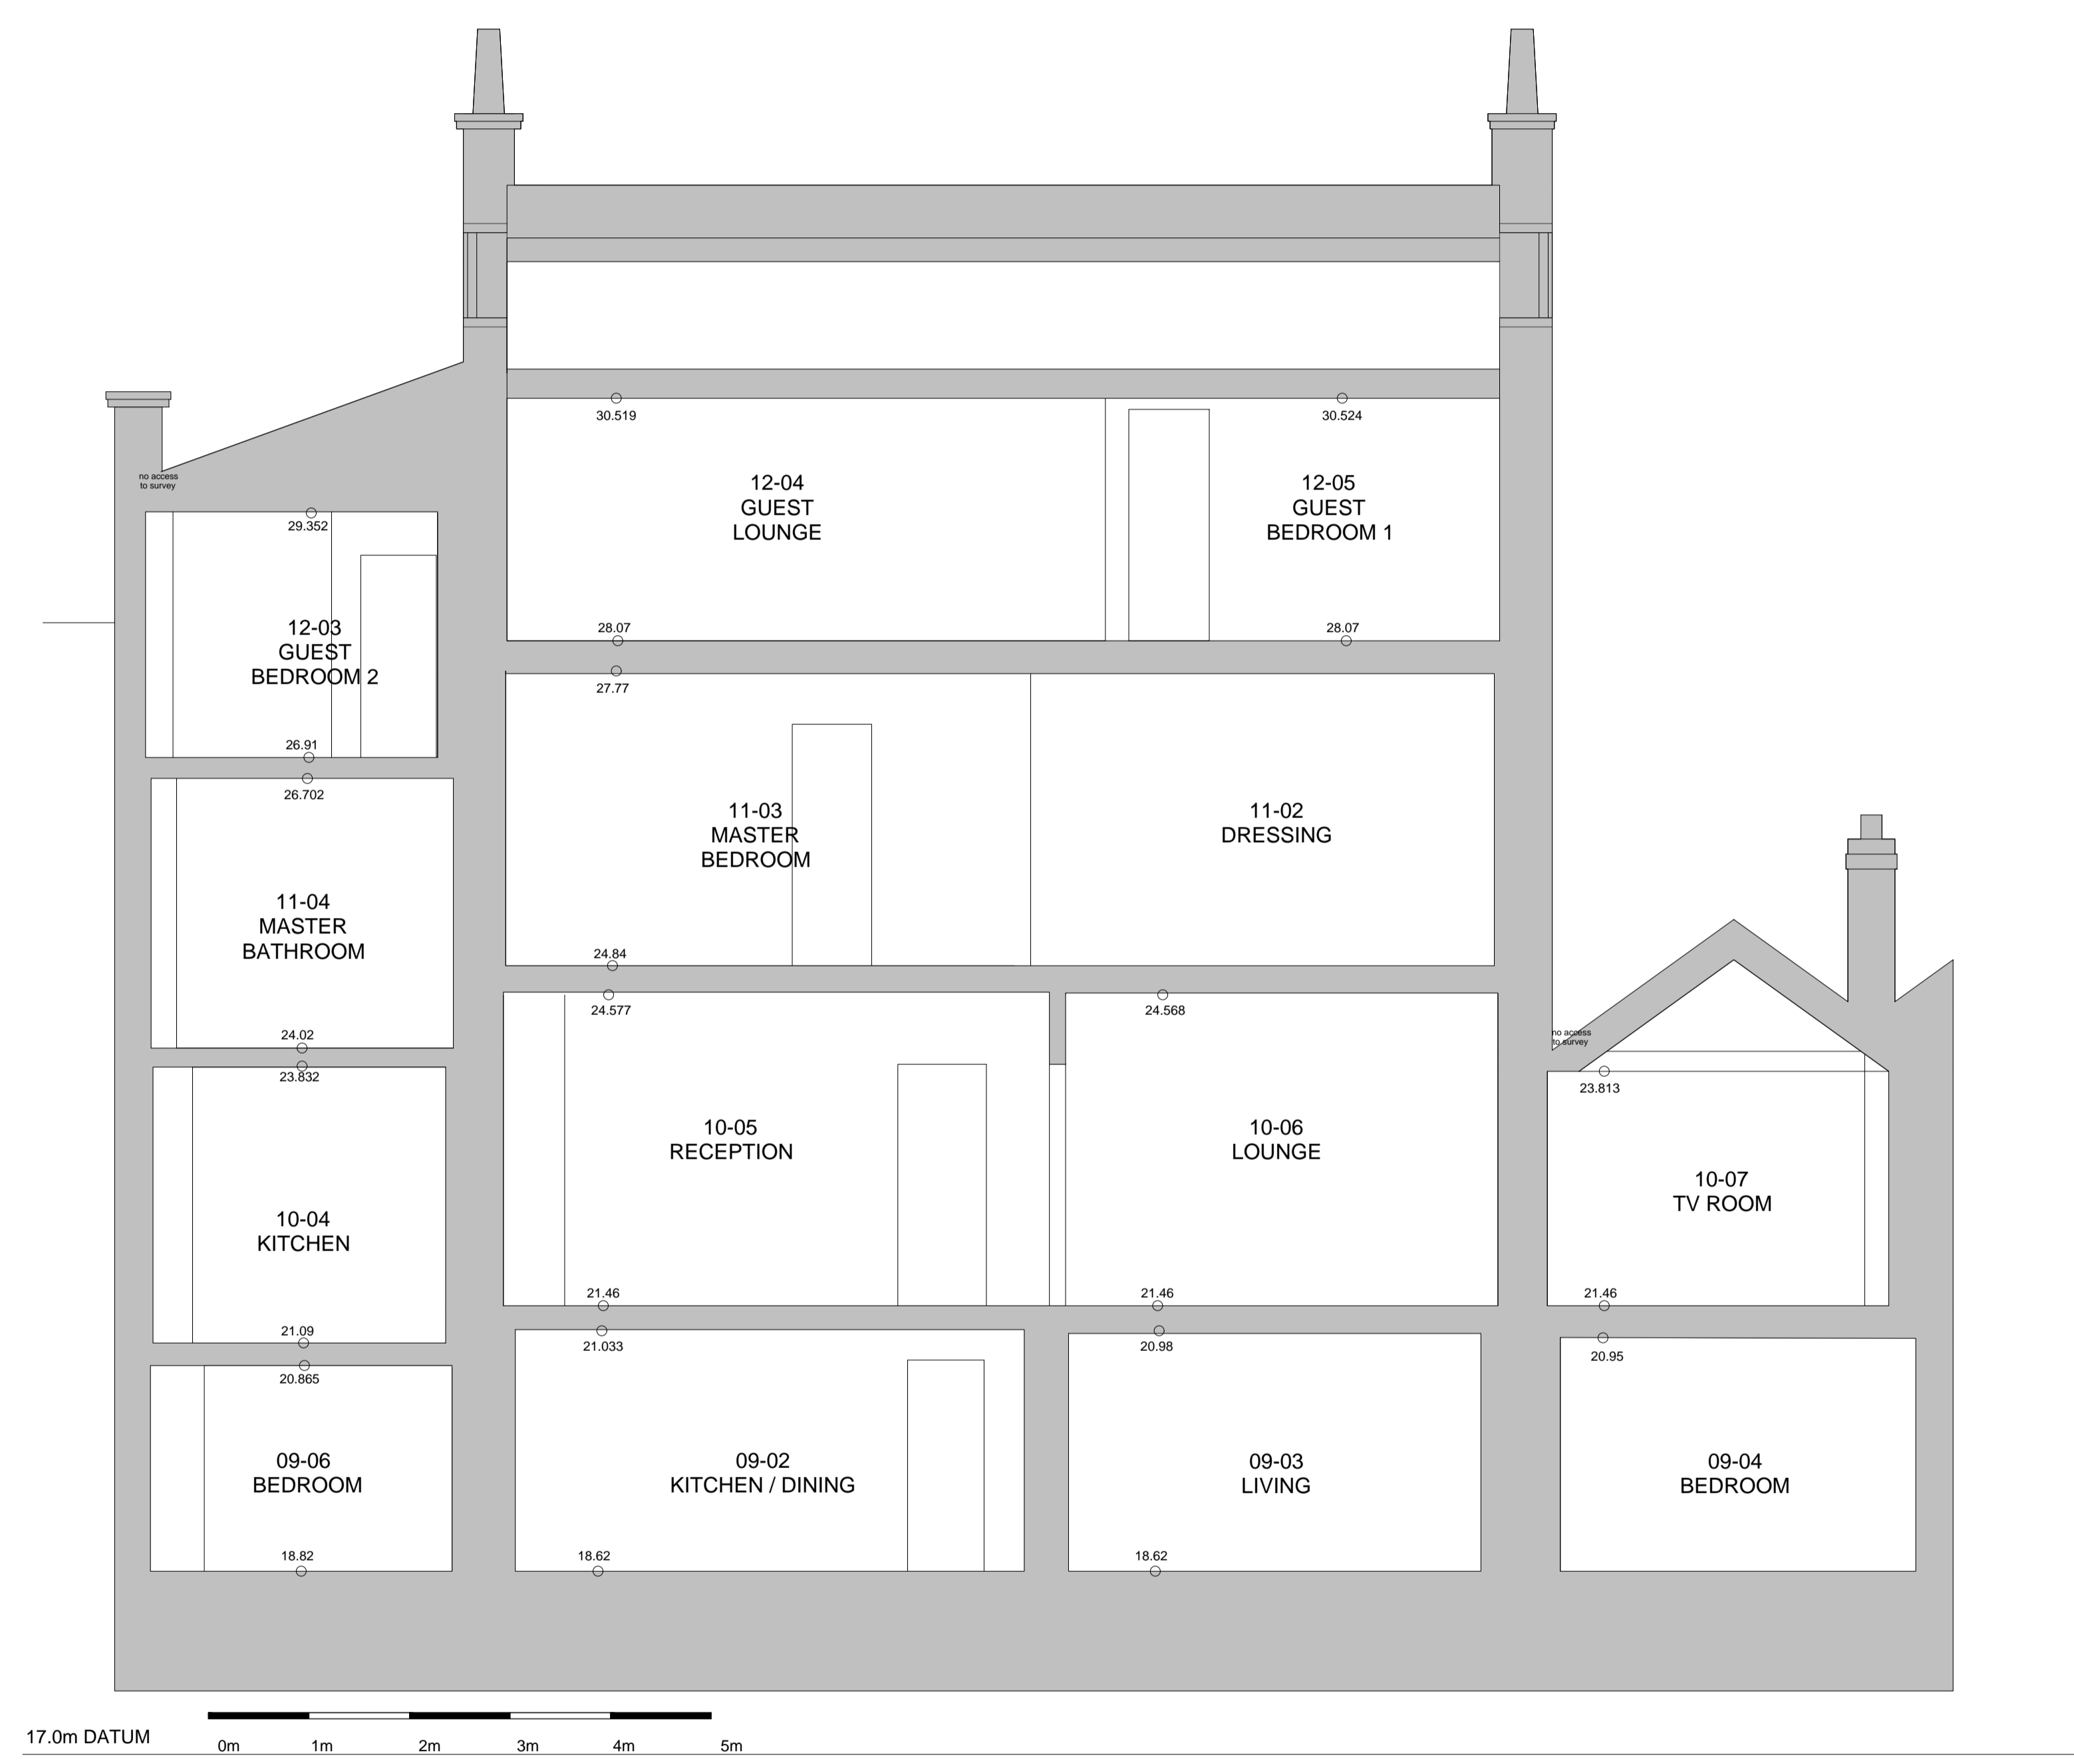 30.519
30.524
no access
to survey
12-04
GUEST
LOUNGE
12-05
GUEST
BEDROOM 1
29.352
12-03
GUEST
BEDROOM 2
28.07
28.07
27.77
26.91
26.702
11-03
MASTER
BEDROOM
11-02
DRESSING
11-04
MASTER
BATHROOM
24.84
24.577
24.568
24.02
23.832
no access
to survey
23.813
10-05
RECEPTION
10-06
LOUNGE
10-07
TV ROOM
10-04
KITCHEN
21.46
21.46
21.46
21.09
21.033
20.98
20.95
20.865
09-06
BEDROOM
09-02
KITCHEN / DINING
09-03
LIVING
09-04
BEDROOM
18.82
18.62
18.62
17.0m DATUM
0m 1m 2m 3m 4m 5m